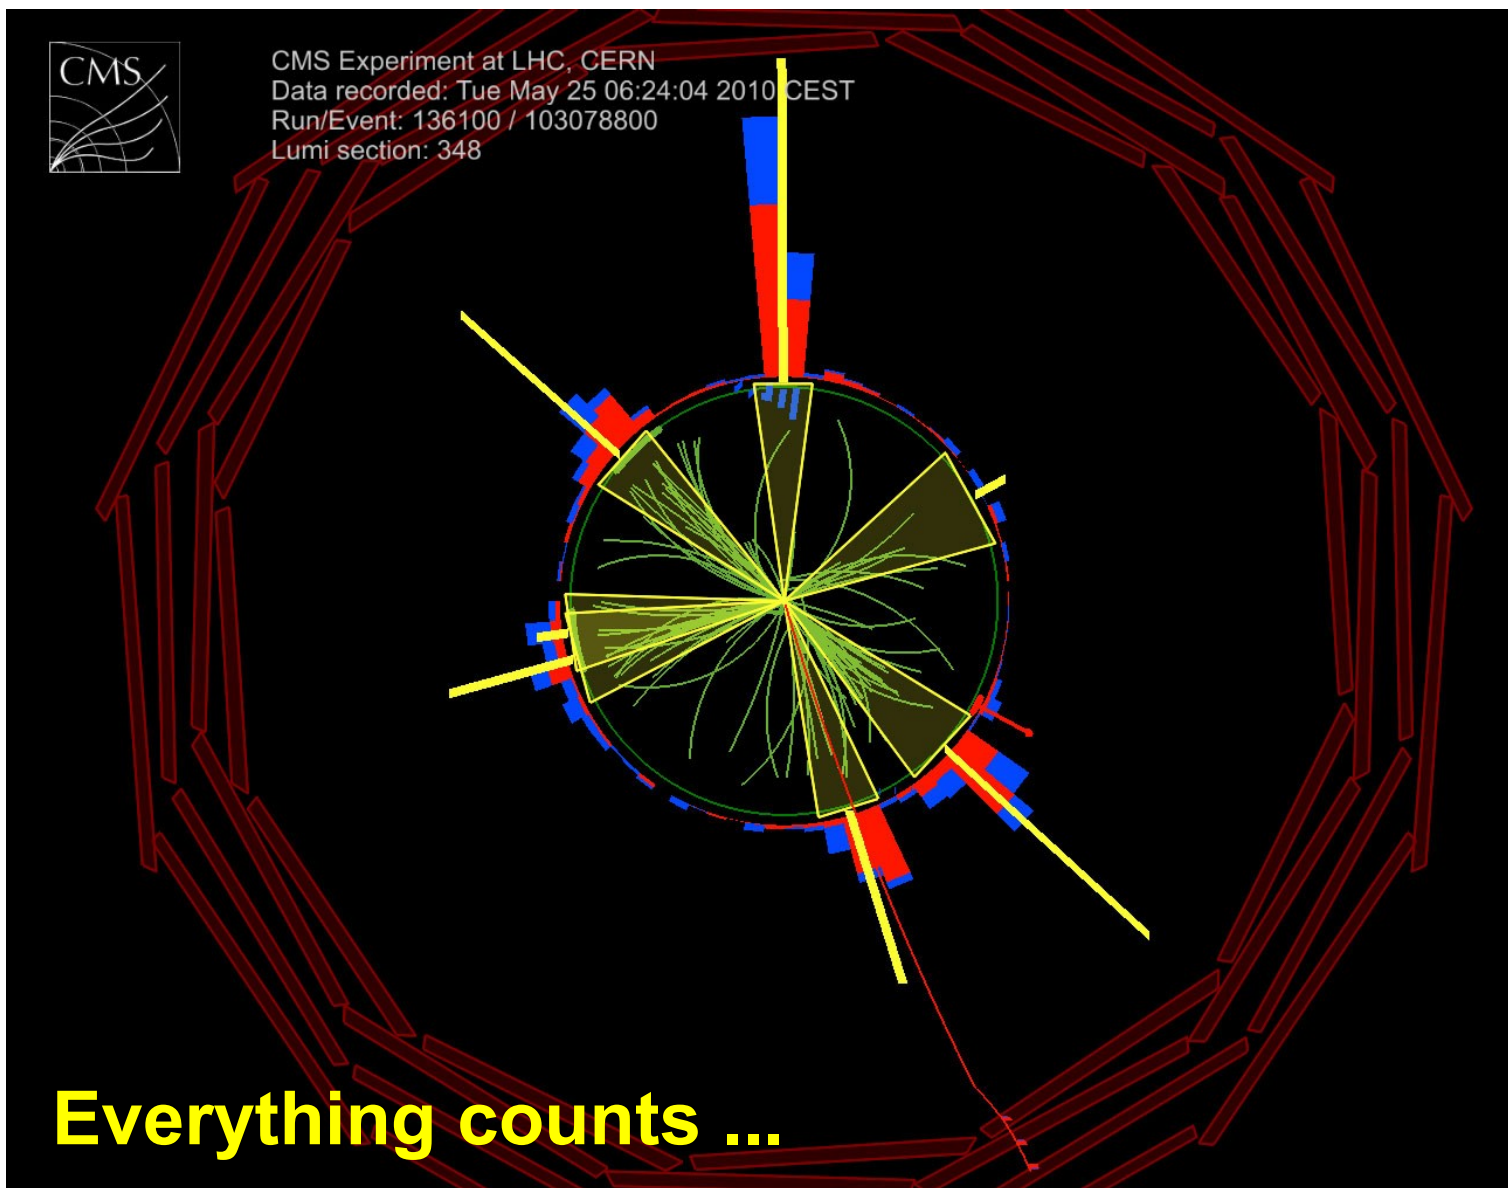 CMS
CMS Experiment at LHC, CERN
Data recorded: Tue May 25 06:24:04 2010 CEST
Run/Event: 136100 / 103078800
Lumi section: 348
Everything counts ...